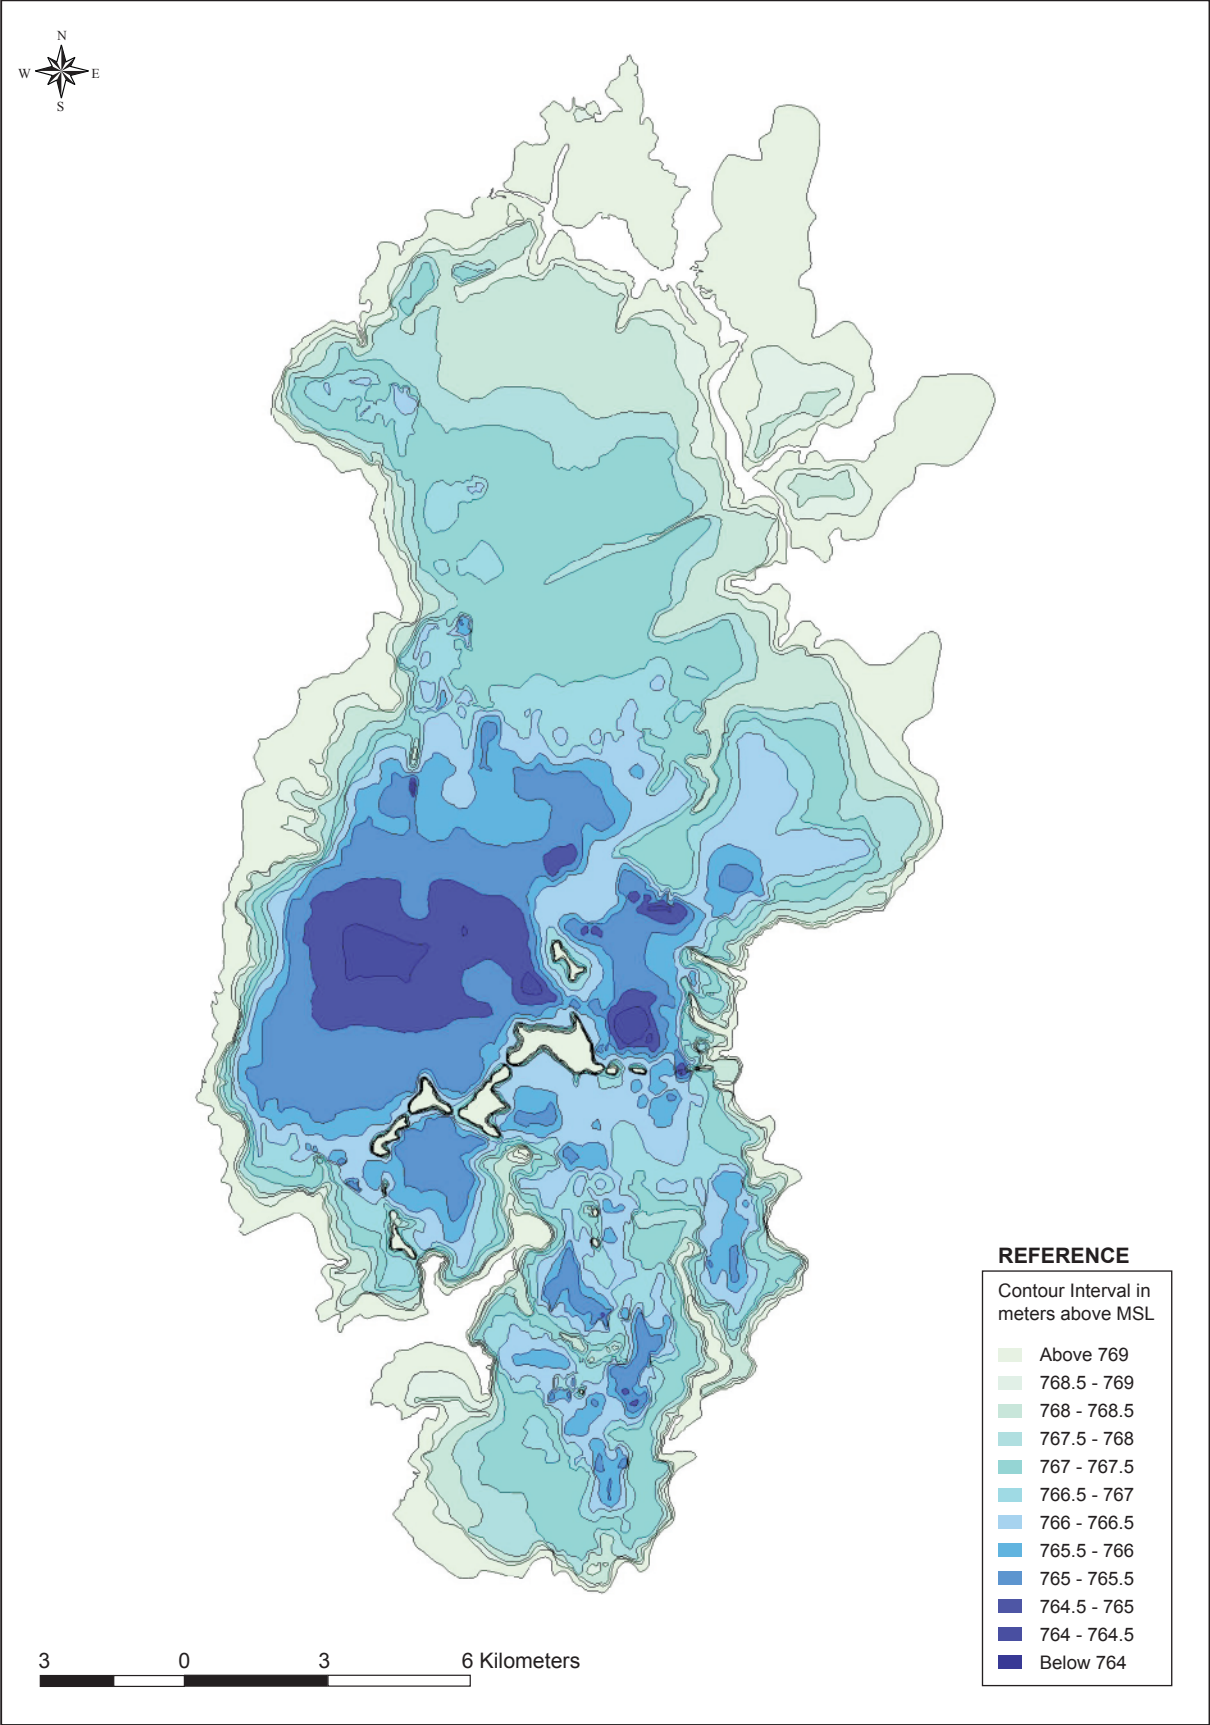 N
W E
S
REFERENCE
Contour Interval in
meters above MSL
Above 769
768.5 - 769
768 - 768.5
767.5 - 768
767 - 767.5
766.5 - 767
766 - 766.5
765.5 - 766
765 - 765.5
764.5 - 765
764 - 764.5
Below 764
3 0 3 6 Kilometers